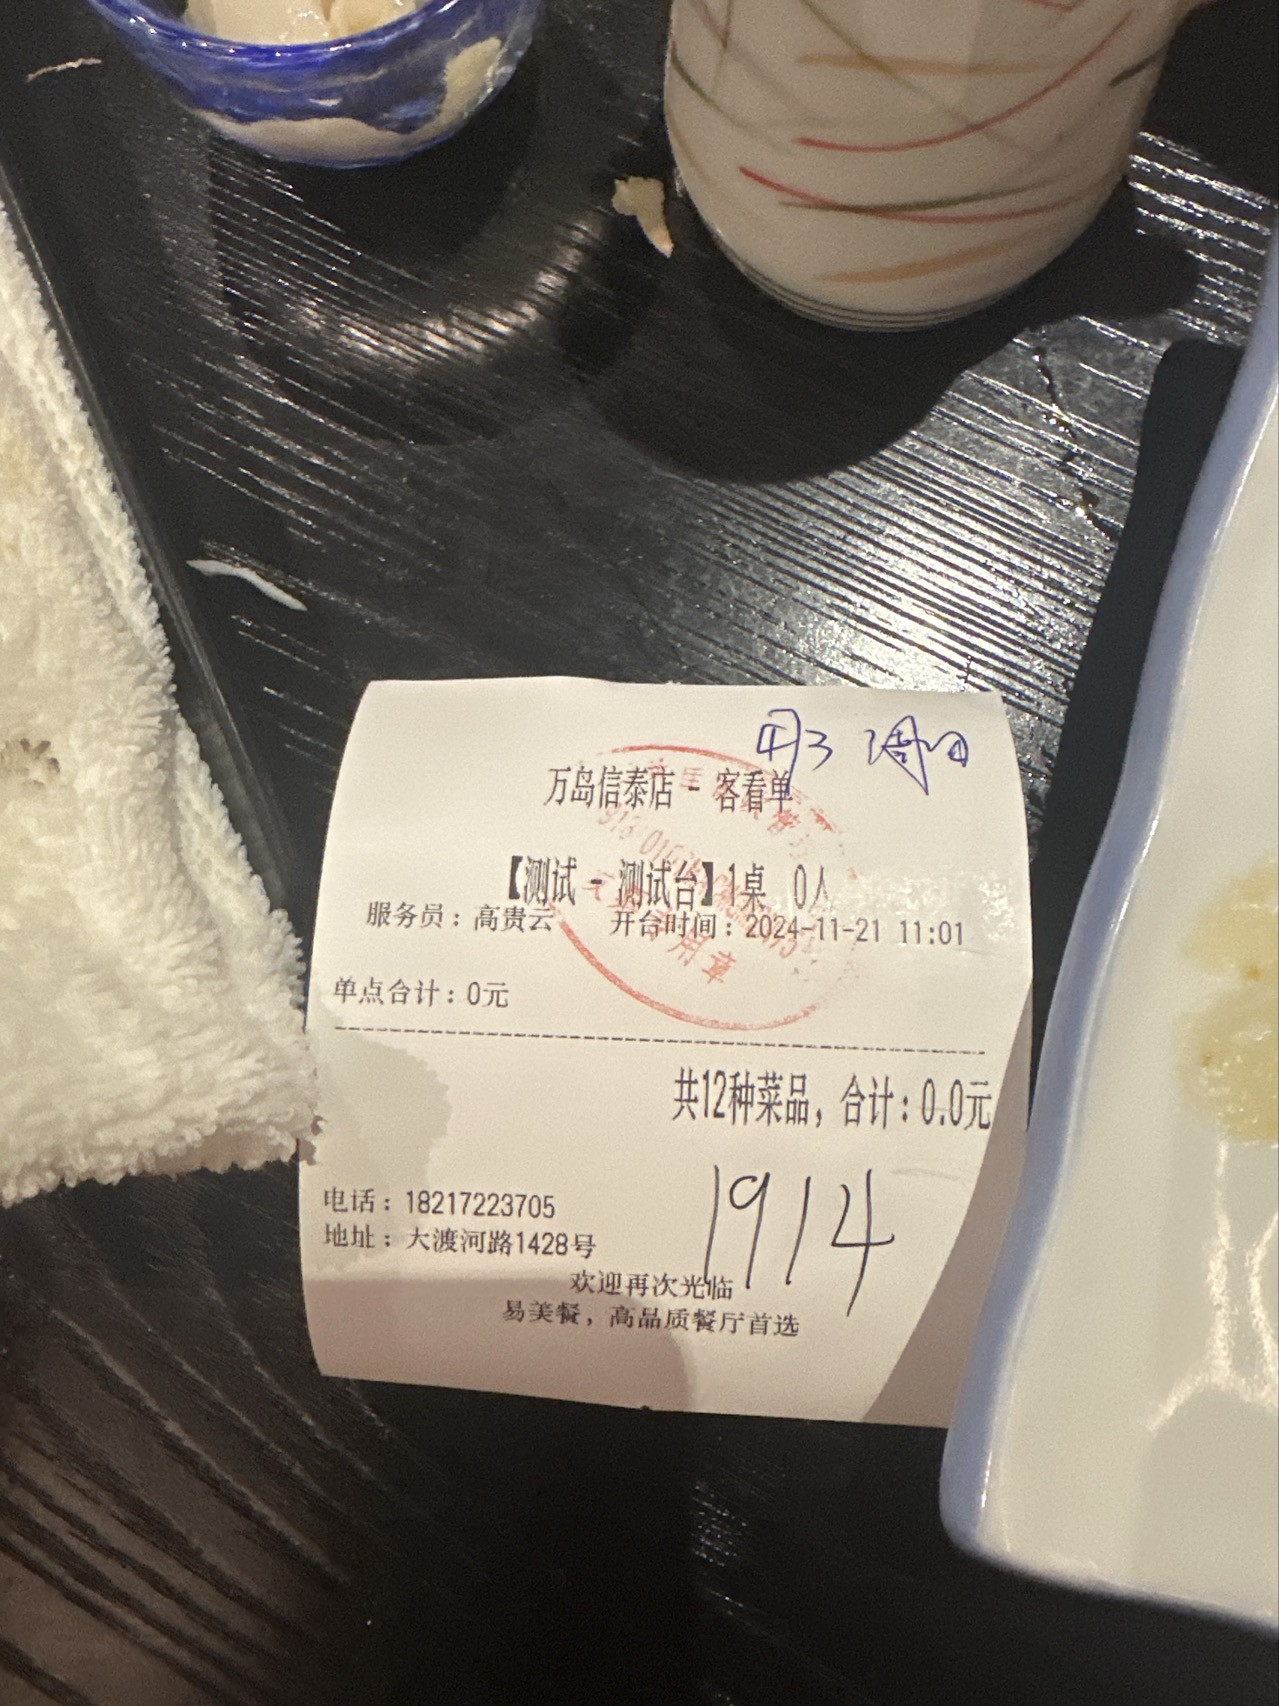 万岛信泰店 - 客看单
【测试 - 测试台】1桌 0人
服务员：高贵云 开台时间：2024-11-21 11:01
单点合计：0元
共12种菜品，合计：0.0元
1914
电话：18217223705
地址：大渡河路1428号
欢迎再次光临
易美餐，高品质餐厅首选